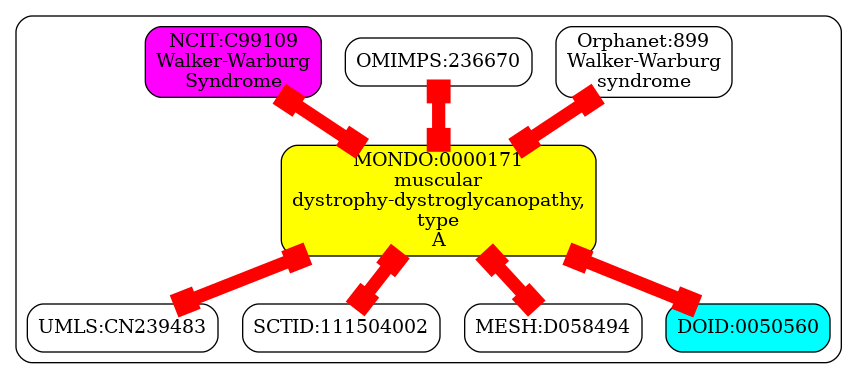 NCIT:C99109
Walker-Warburg
Syndrome
OMIMPS:236670
Orphanet:899
Walker-Warburg
syndrome
MONDO:0000171
muscular
dystrophy-dystroglycanopathy,
type
A
UMLS:CN239483
SCTID:111504002
MESH:D058494
DOID:0050560